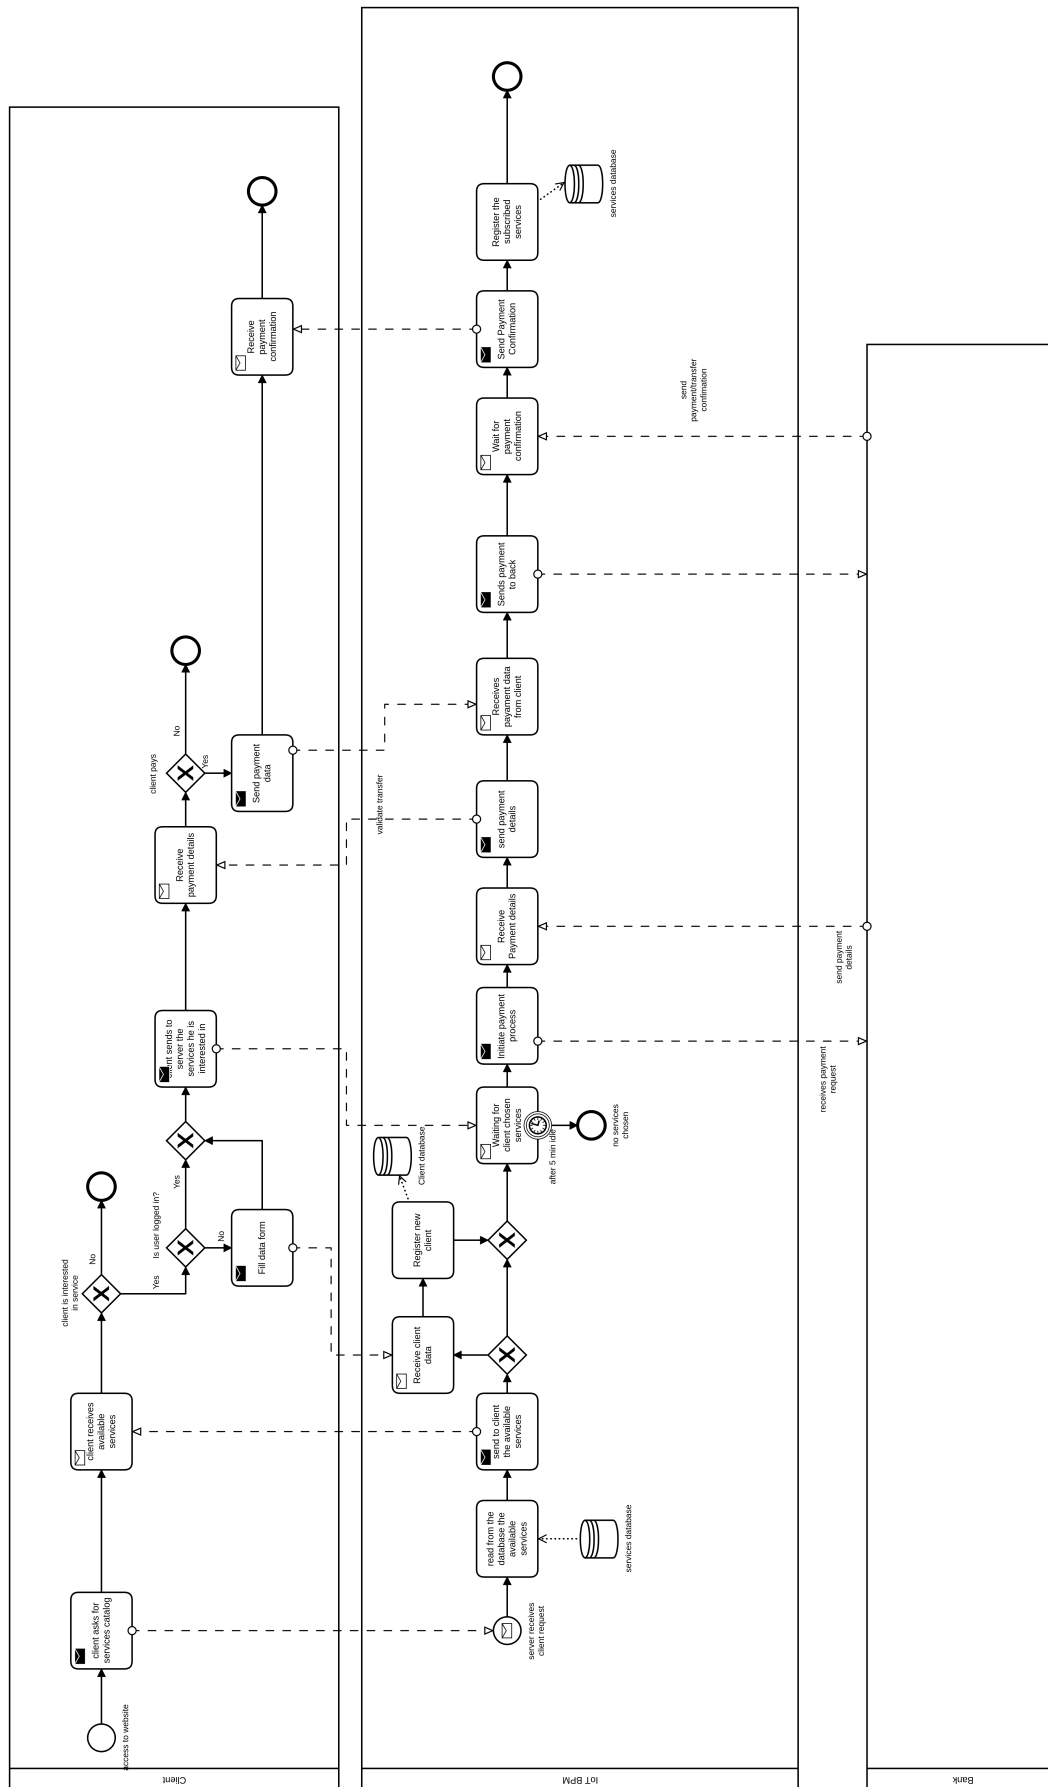 Client
access to website
client asks for
services catalog
client receives
available
services
client is interested
in service
No
Yes
Is user logged in?
Yes
No
Fill data form
client sends to
server the
services he is
interested in
Receive
payment details
client pays
No
Yes
Send payment
data
Receive
payment
confirmation
IoT BPM
server receives
client request
read from the
database the
available
services
services database
send to client
the available
services
Receive client
data
Register new
client
Client database
Waiting for
client chosen
services
after 5 min idle
no services
chosen
Initiate payment
process
Receive
Payment details
send payment
details
validate transfer
Receives
payament data
from client
Sends payment
to back
Wait for
payment
confirmation
Send Payment
Confirmation
Register the
subscribed
services
services database
receives payment
request
send payment
details
send
payment/transfer
confimation
Bank